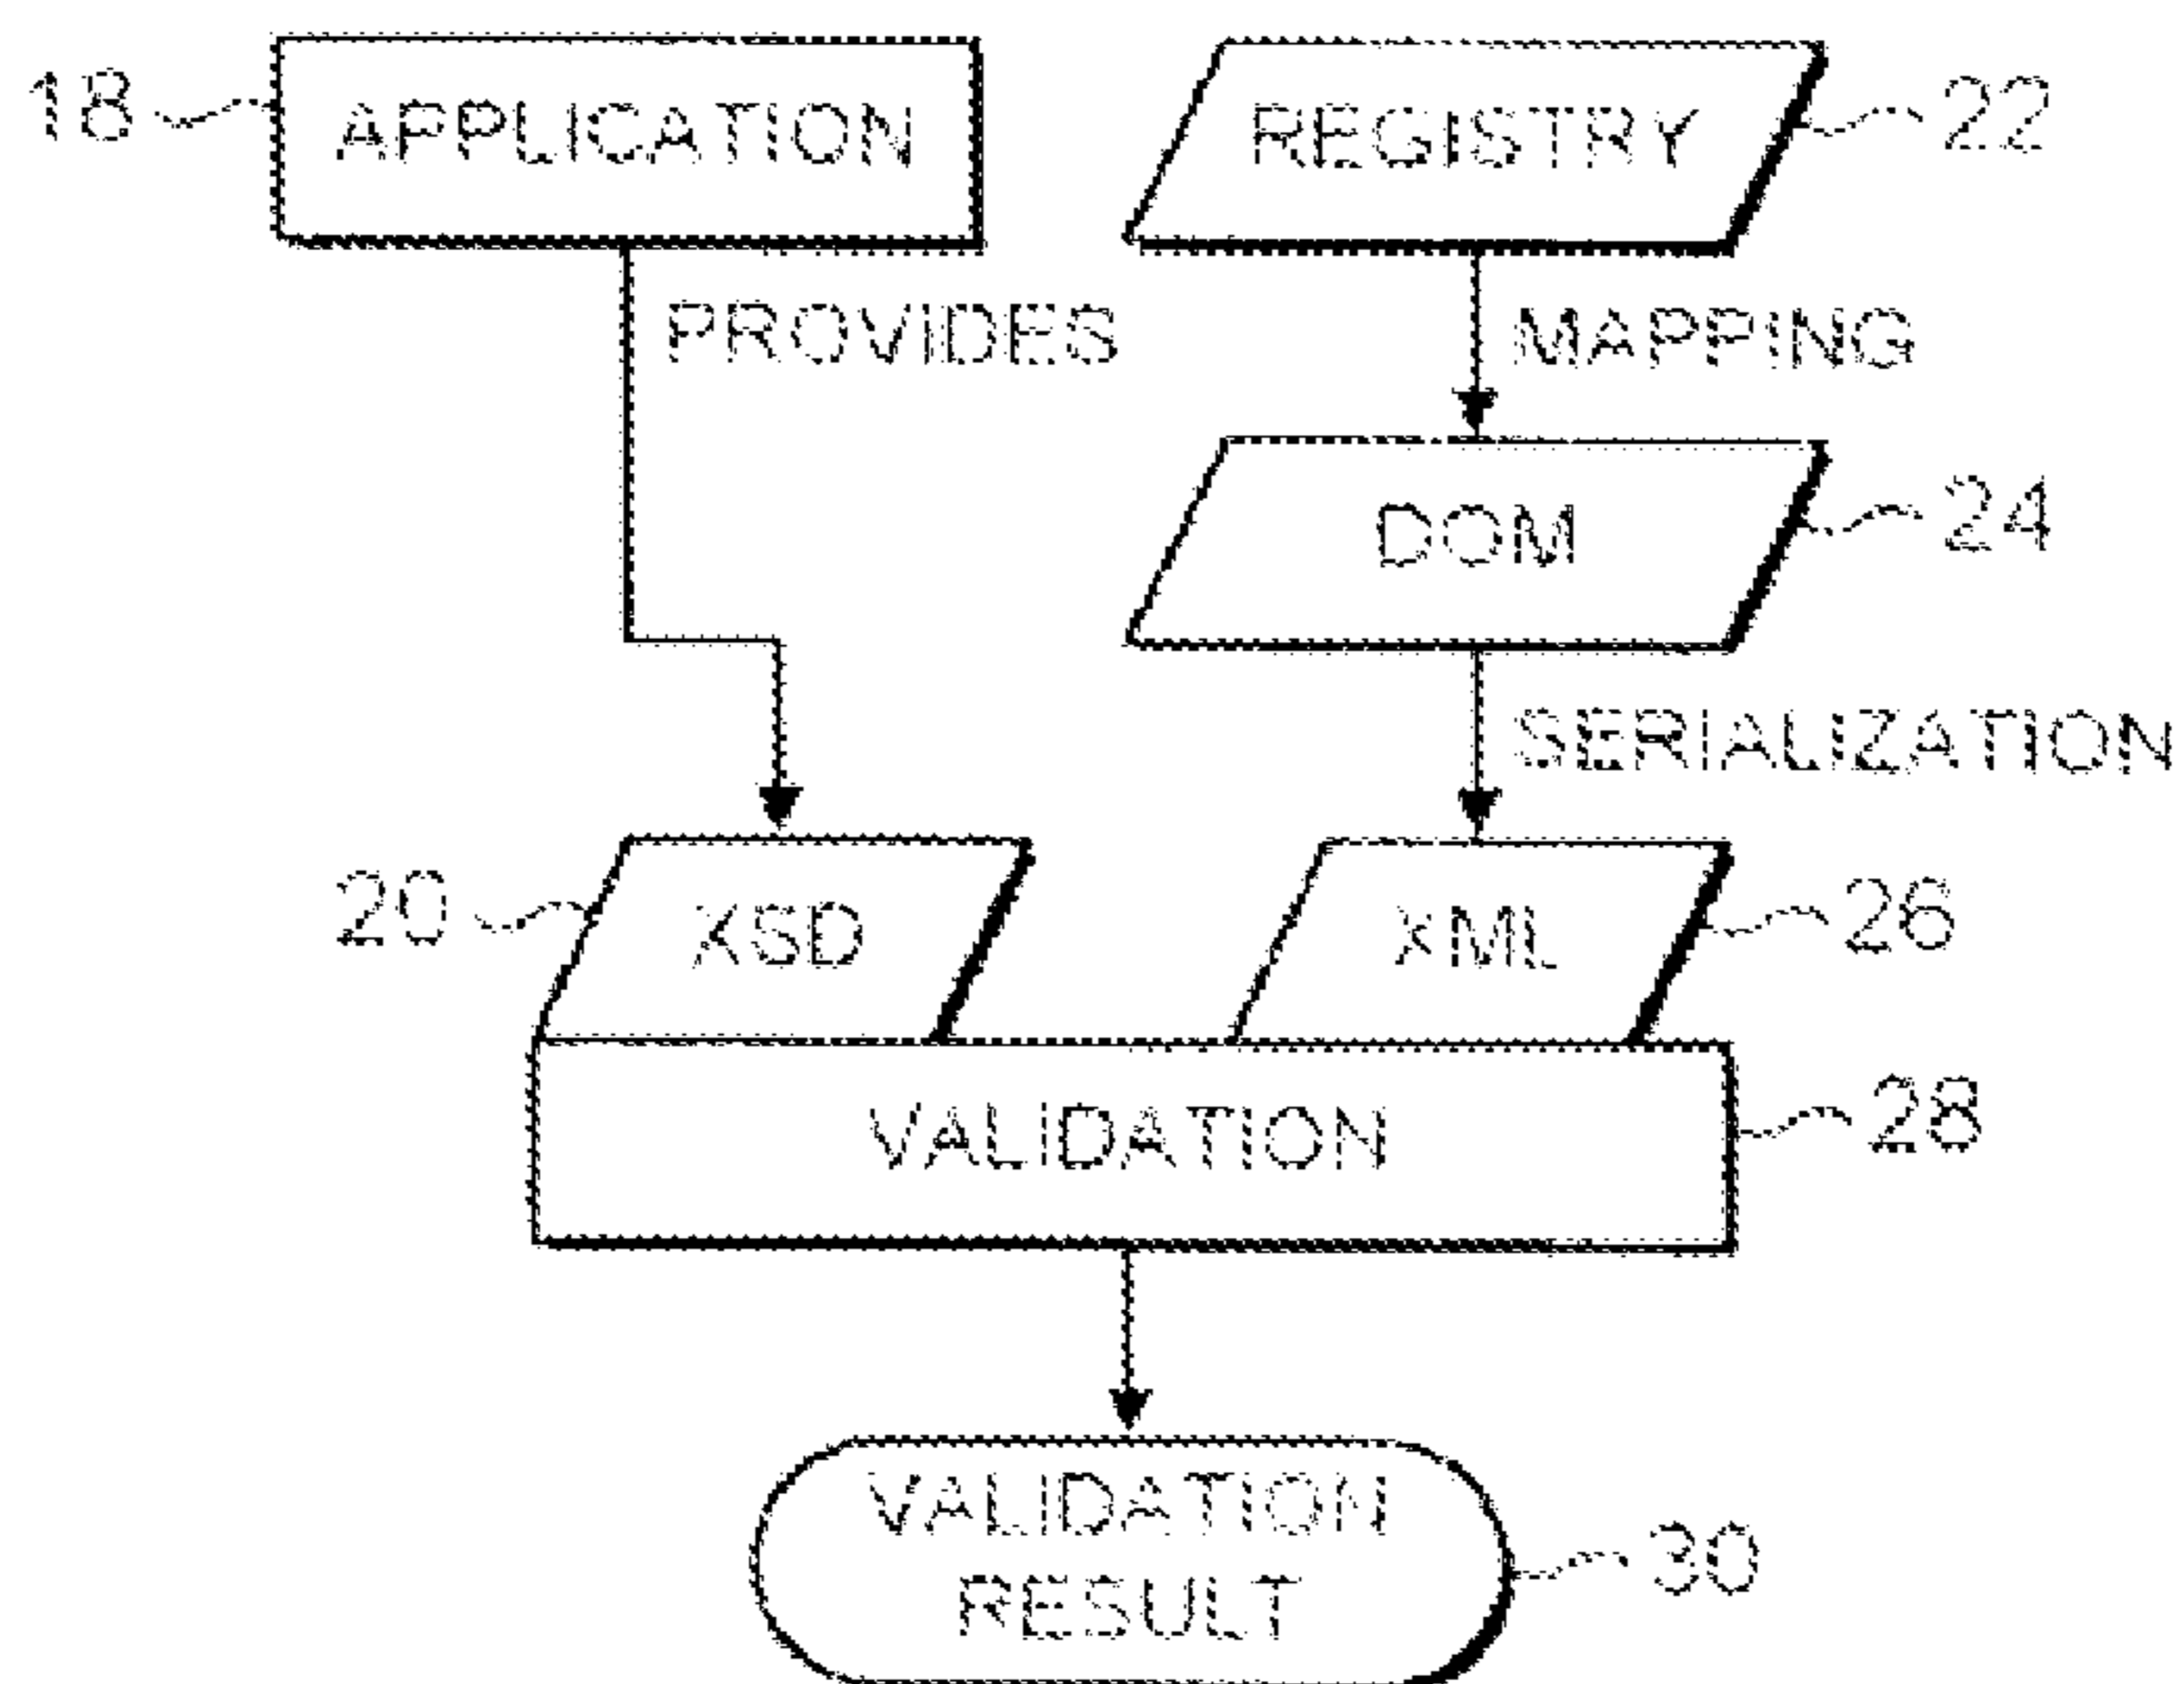 18 APPLICATION
REGISTRY 22
PROVIDES
MAPPING
DOM 24
SERIALIZATION
20 XSD
XML 26
VALIDATION 28
VALIDATION
RESULT
30